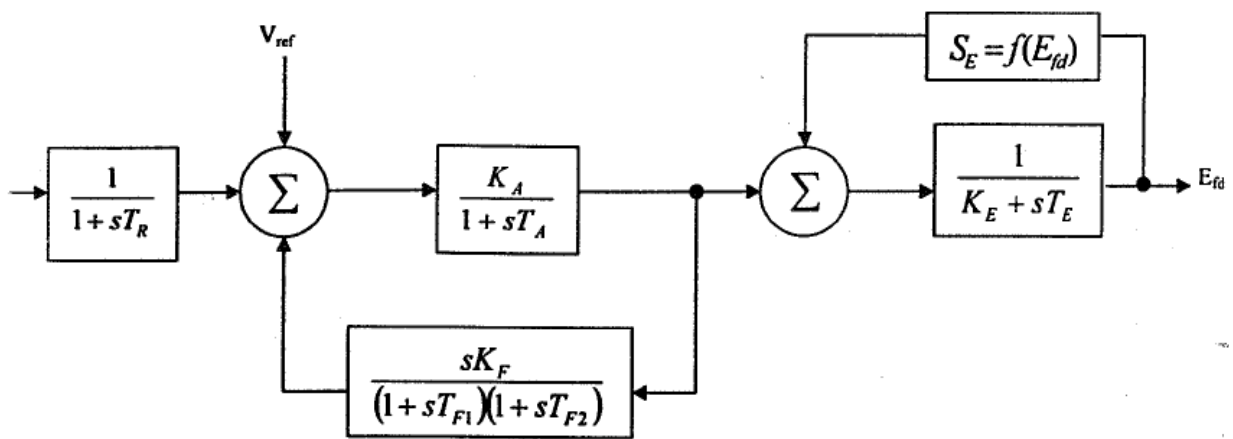 V_ref
S_E = f(E_fd)
1 / (1 + sT_R)
Σ
K_A / (1 + sT_A)
Σ
1 / (K_E + sT_E)
E_fd
sK_F / ((1 + sT_F1)(1 + sT_F2))